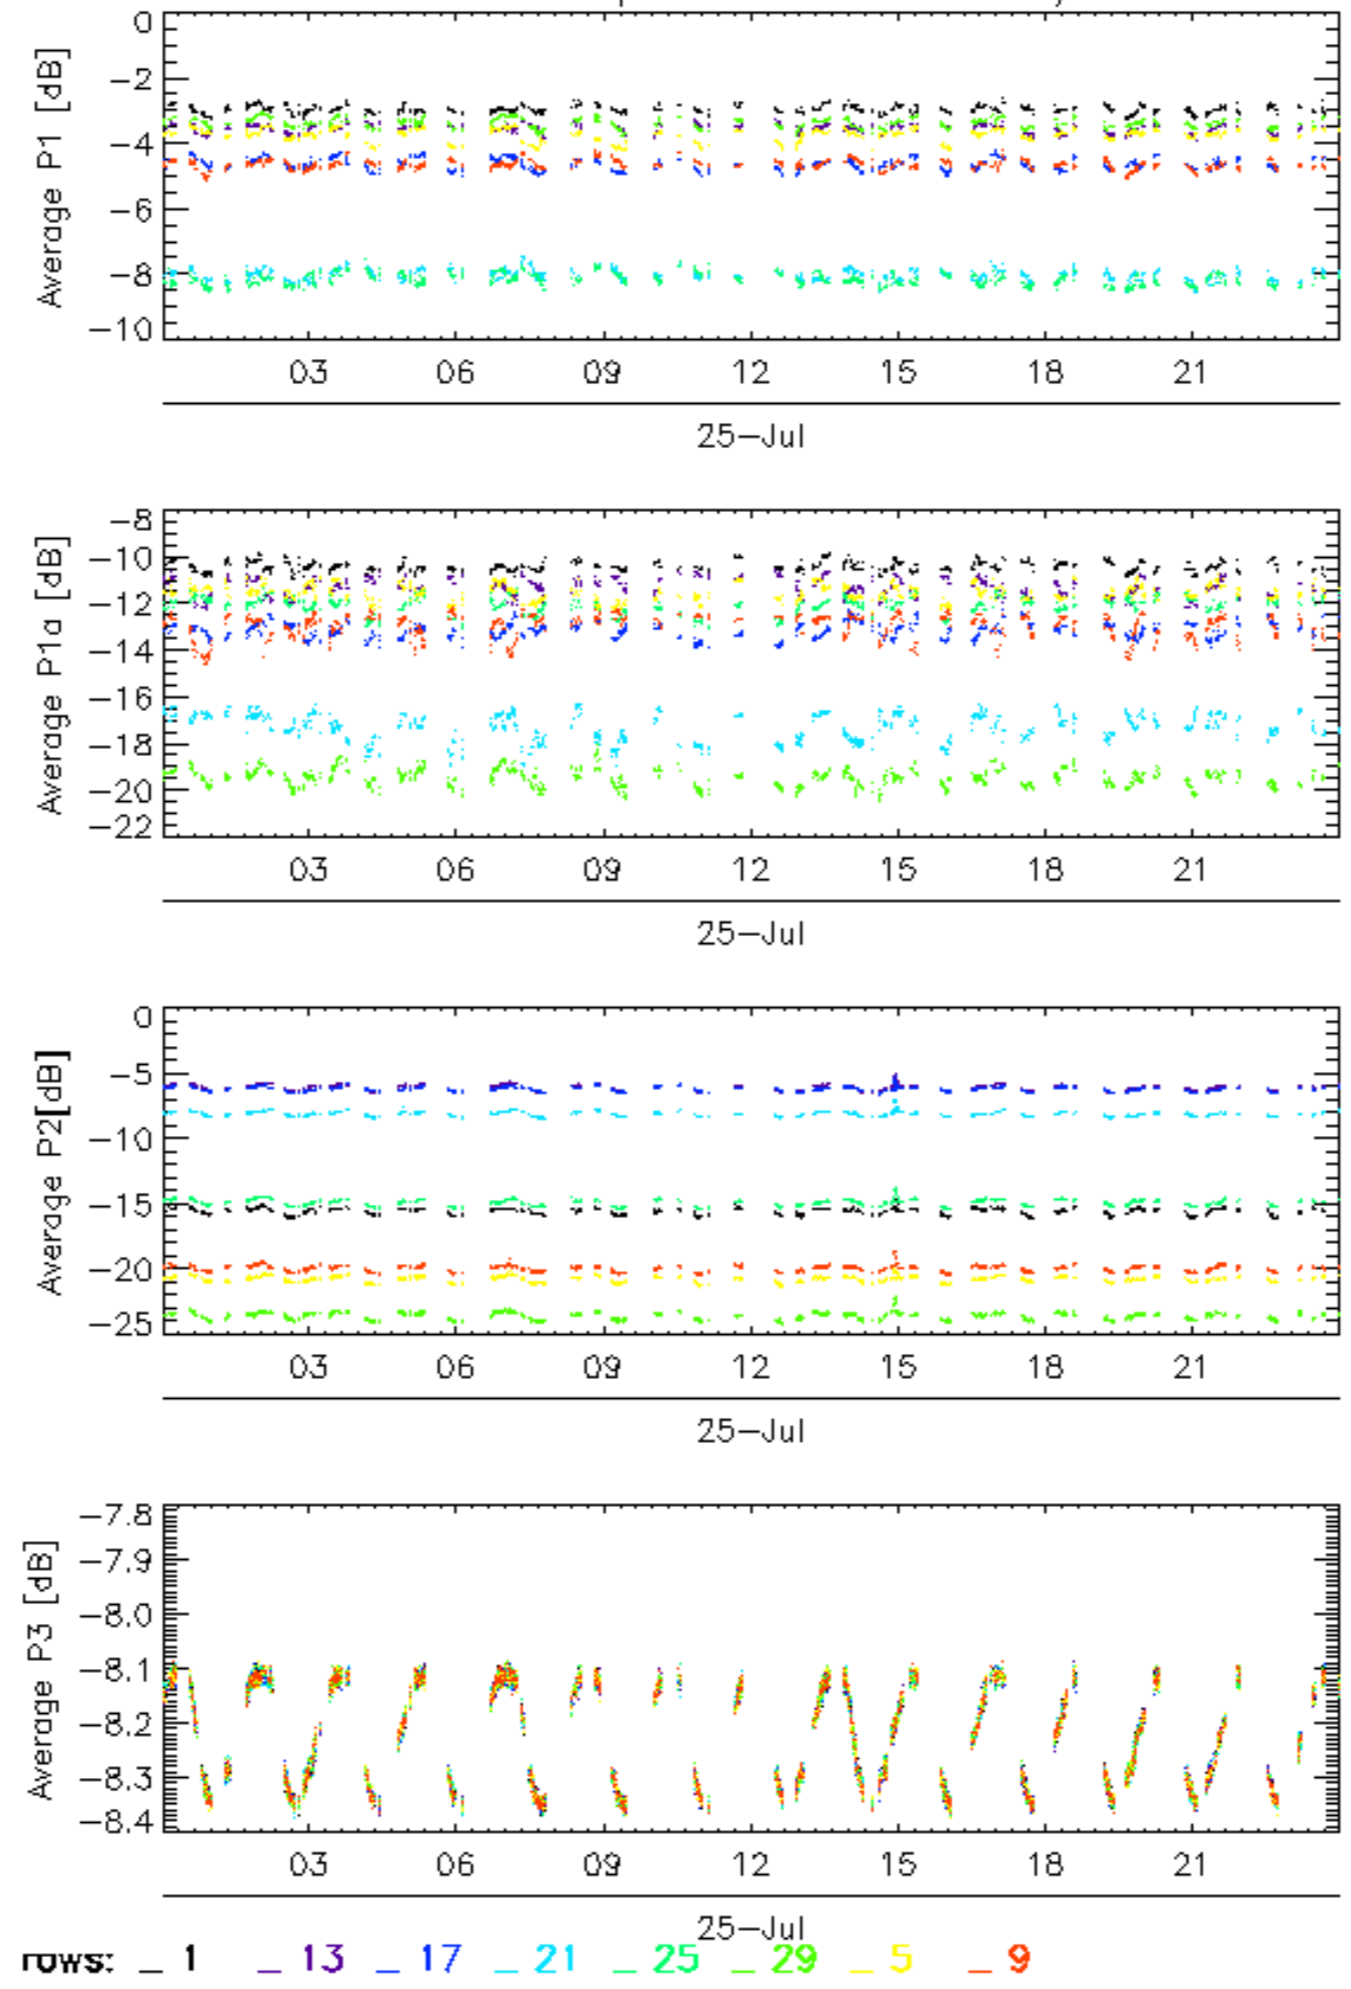 0
−2
−4
−6
−8
−10
Average P1 [dB]
03 06 09 12 15 18 21
25−Jul
−8
−10
−12
−14
−16
−18
−20
−22
Average P1a [dB]
03 06 09 12 15 18 21
25−Jul
0
−5
−10
−15
−20
−25
Average P2[dB]
03 06 09 12 15 18 21
25−Jul
−7.8
−7.9
−8.0
−8.1
−8.2
−8.3
−8.4
Average P3 [dB]
03 06 09 12 15 18 21
25−Jul
rows: _ 1 _ 13 _ 17 _ 21 _ 25 _ 29 _ 5 _ 9